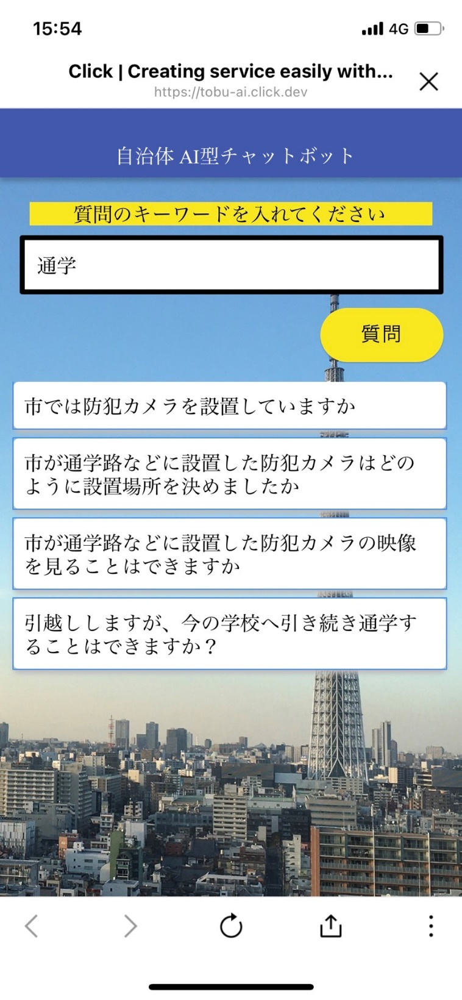 15:54
4G
Click | Creating service easily with...
https://tobu-ai.click.dev
自治体 AI型チャットボット
質問のキーワードを入れてください
通学
質問
市では防犯カメラを設置していますか
市が通学路などに設置した防犯カメラはどの
ように設置場所を決めましたか
市が通学路などに設置した防犯カメラの映像
を見ることはできますか
引越ししますが、今の学校へ引き続き通学す
ることはできますか？